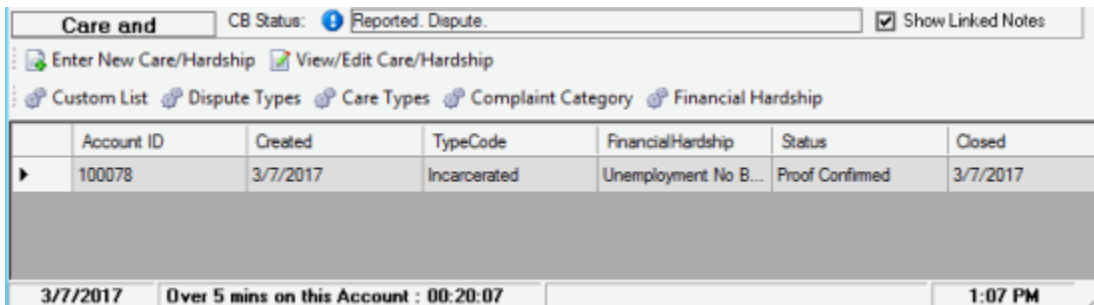 Care and CB Status: Reported. Dispute. Show Linked Notes
Enter New Care/Hardship View/Edit Care/Hardship
Custom List Dispute Types Care Types Complaint Category Financial Hardship
Account ID Created TypeCode FinancialHardship Status Closed
100078 3/7/2017 Incarcerated Unemployment No B... Proof Confirmed 3/7/2017
3/7/2017 Over 5 mins on this Account : 00:20:07 1:07 PM